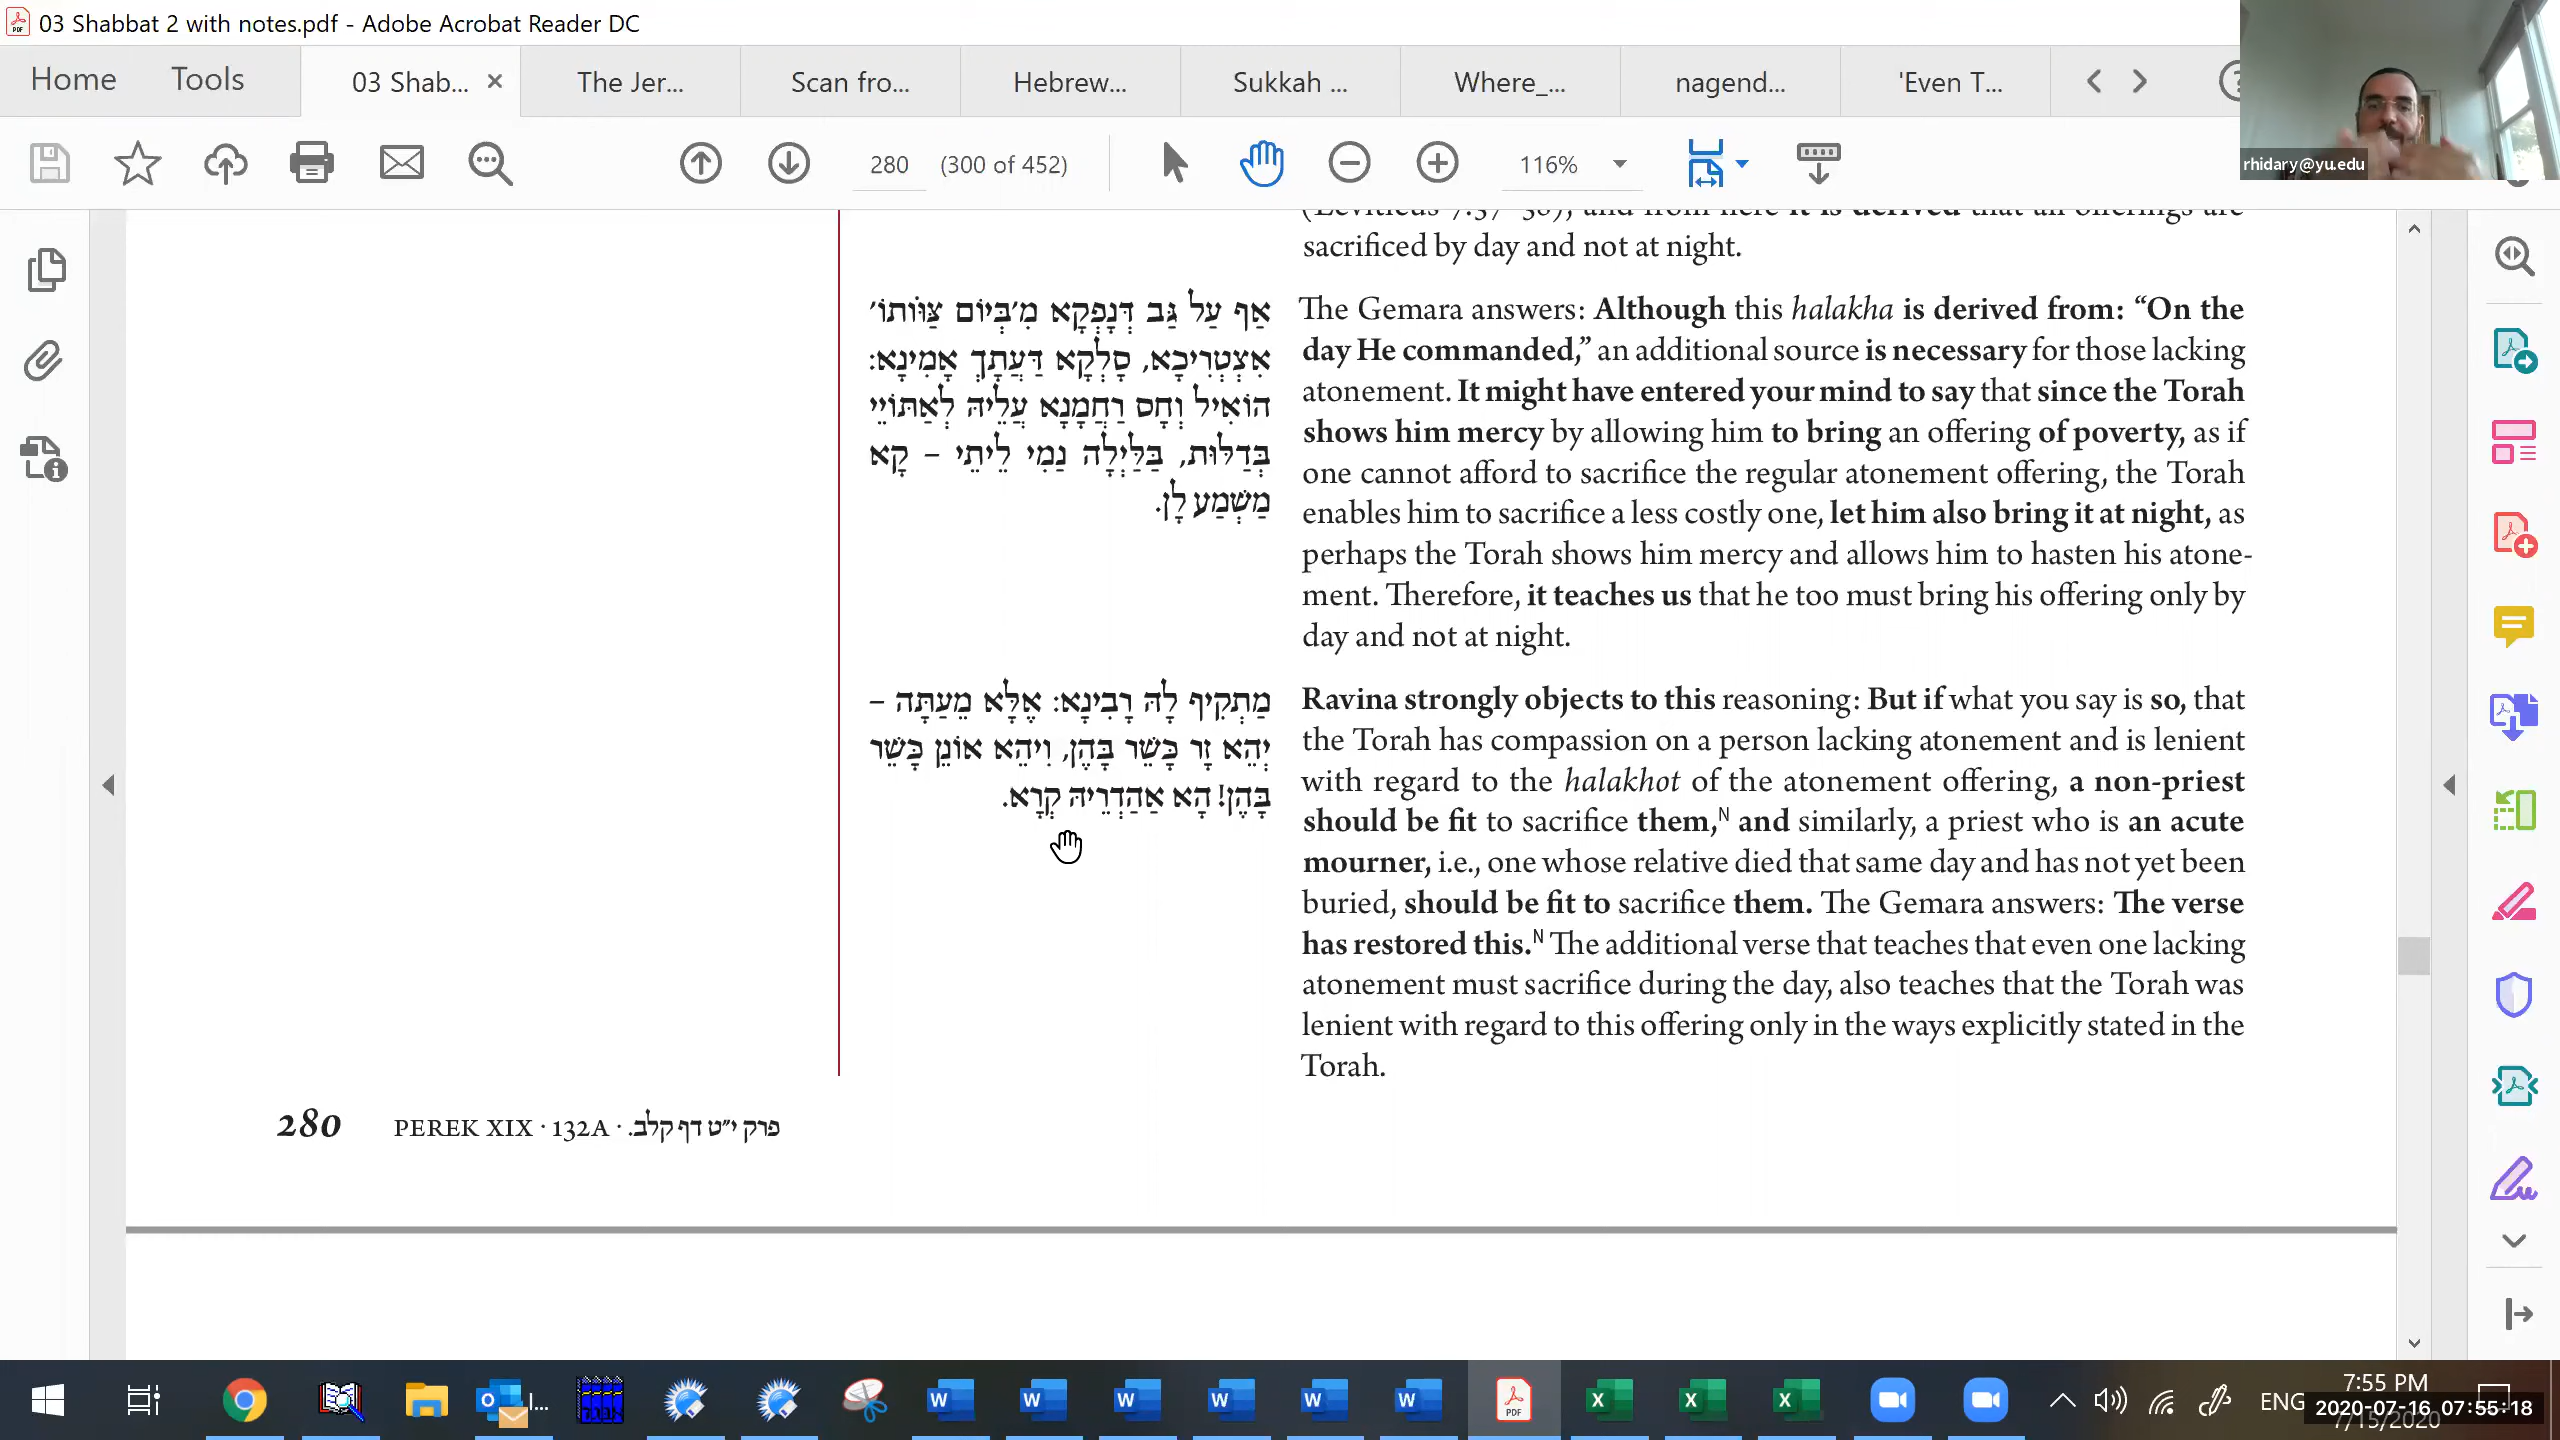 03 Shabbat 2 with notes.pdf - Adobe Acrobat Reader DC
Home Tools 03 Shab... The Jer... Scan fro... Hebrew... Sukkah ... Where_... nagend... 'Even T...
280 (300 of 452) 116%
rhidary@yu.edu
sacrificed by day and not at night.
אַף עַל גַּב דְּנָפְקָא מִ׳בְּיוֹם צַוֹּותוֹ׳
אִצְטְרִיכָא, סָלְקָא דַּעְתָּךְ אָמִינָא:
הוֹאִיל וְחָס רַחֲמָנָא עֲלֵיהּ לְאַתּוֹיֵי
בְּדַלּוּת, בַּלַּיְלָה נַמִי לֵיתֵי – קָא
מַשְׁמַע לָן.
The Gemara answers: Although this halakha is derived from: “On the
day He commanded,” an additional source is necessary for those lacking
atonement. It might have entered your mind to say that since the Torah
shows him mercy by allowing him to bring an offering of poverty, as if
one cannot afford to sacrifice the regular atonement offering, the Torah
enables him to sacrifice a less costly one, let him also bring it at night, as
perhaps the Torah shows him mercy and allows him to hasten his atone-
ment. Therefore, it teaches us that he too must bring his offering only by
day and not at night.
מַתְקִיף לָהּ רָבִינָא: אֶלָּא מֵעַתָּה –
יְהֵא זָר כָּשֵׁר בָּהֶן, וִיהֵא אוֹנֵן כָּשֵׁר
בָּהֶן! הָא אַהַדְרֵיהּ קְרָא.
Ravina strongly objects to this reasoning: But if what you say is so, that
the Torah has compassion on a person lacking atonement and is lenient
with regard to the halakhot of the atonement offering, a non-priest
should be fit to sacrifice them,N and similarly, a priest who is an acute
mourner, i.e., one whose relative died that same day and has not yet been
buried, should be fit to sacrifice them. The Gemara answers: The verse
has restored this.N The additional verse that teaches that even one lacking
atonement must sacrifice during the day, also teaches that the Torah was
lenient with regard to this offering only in the ways explicitly stated in the
Torah.
280 PEREK XIX · 132A · פרק י״ט דף קלב.
ENG 7:55 PM
2020-07-16 07:55:18
7/15/2020